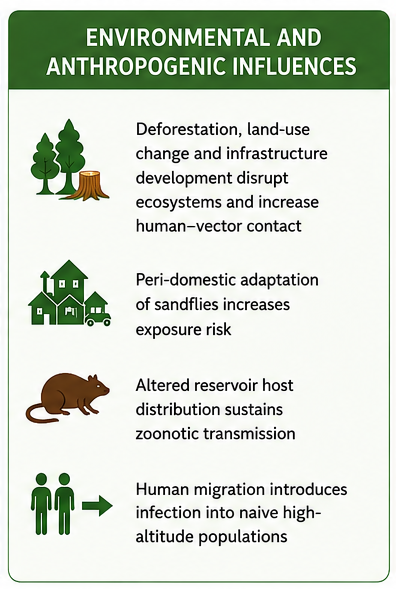 ENVIRONMENTAL AND
ANTHROPOGENIC INFLUENCES
Deforestation, land-use
change and infrastructure
development disrupt
ecosystems and increase
human–vector contact
Peri-domestic adaptation
of sandflies increases
exposure risk
Altered reservoir host
distribution sustains
zoonotic transmission
Human migration introduces
infection into naive high-
altitude populations